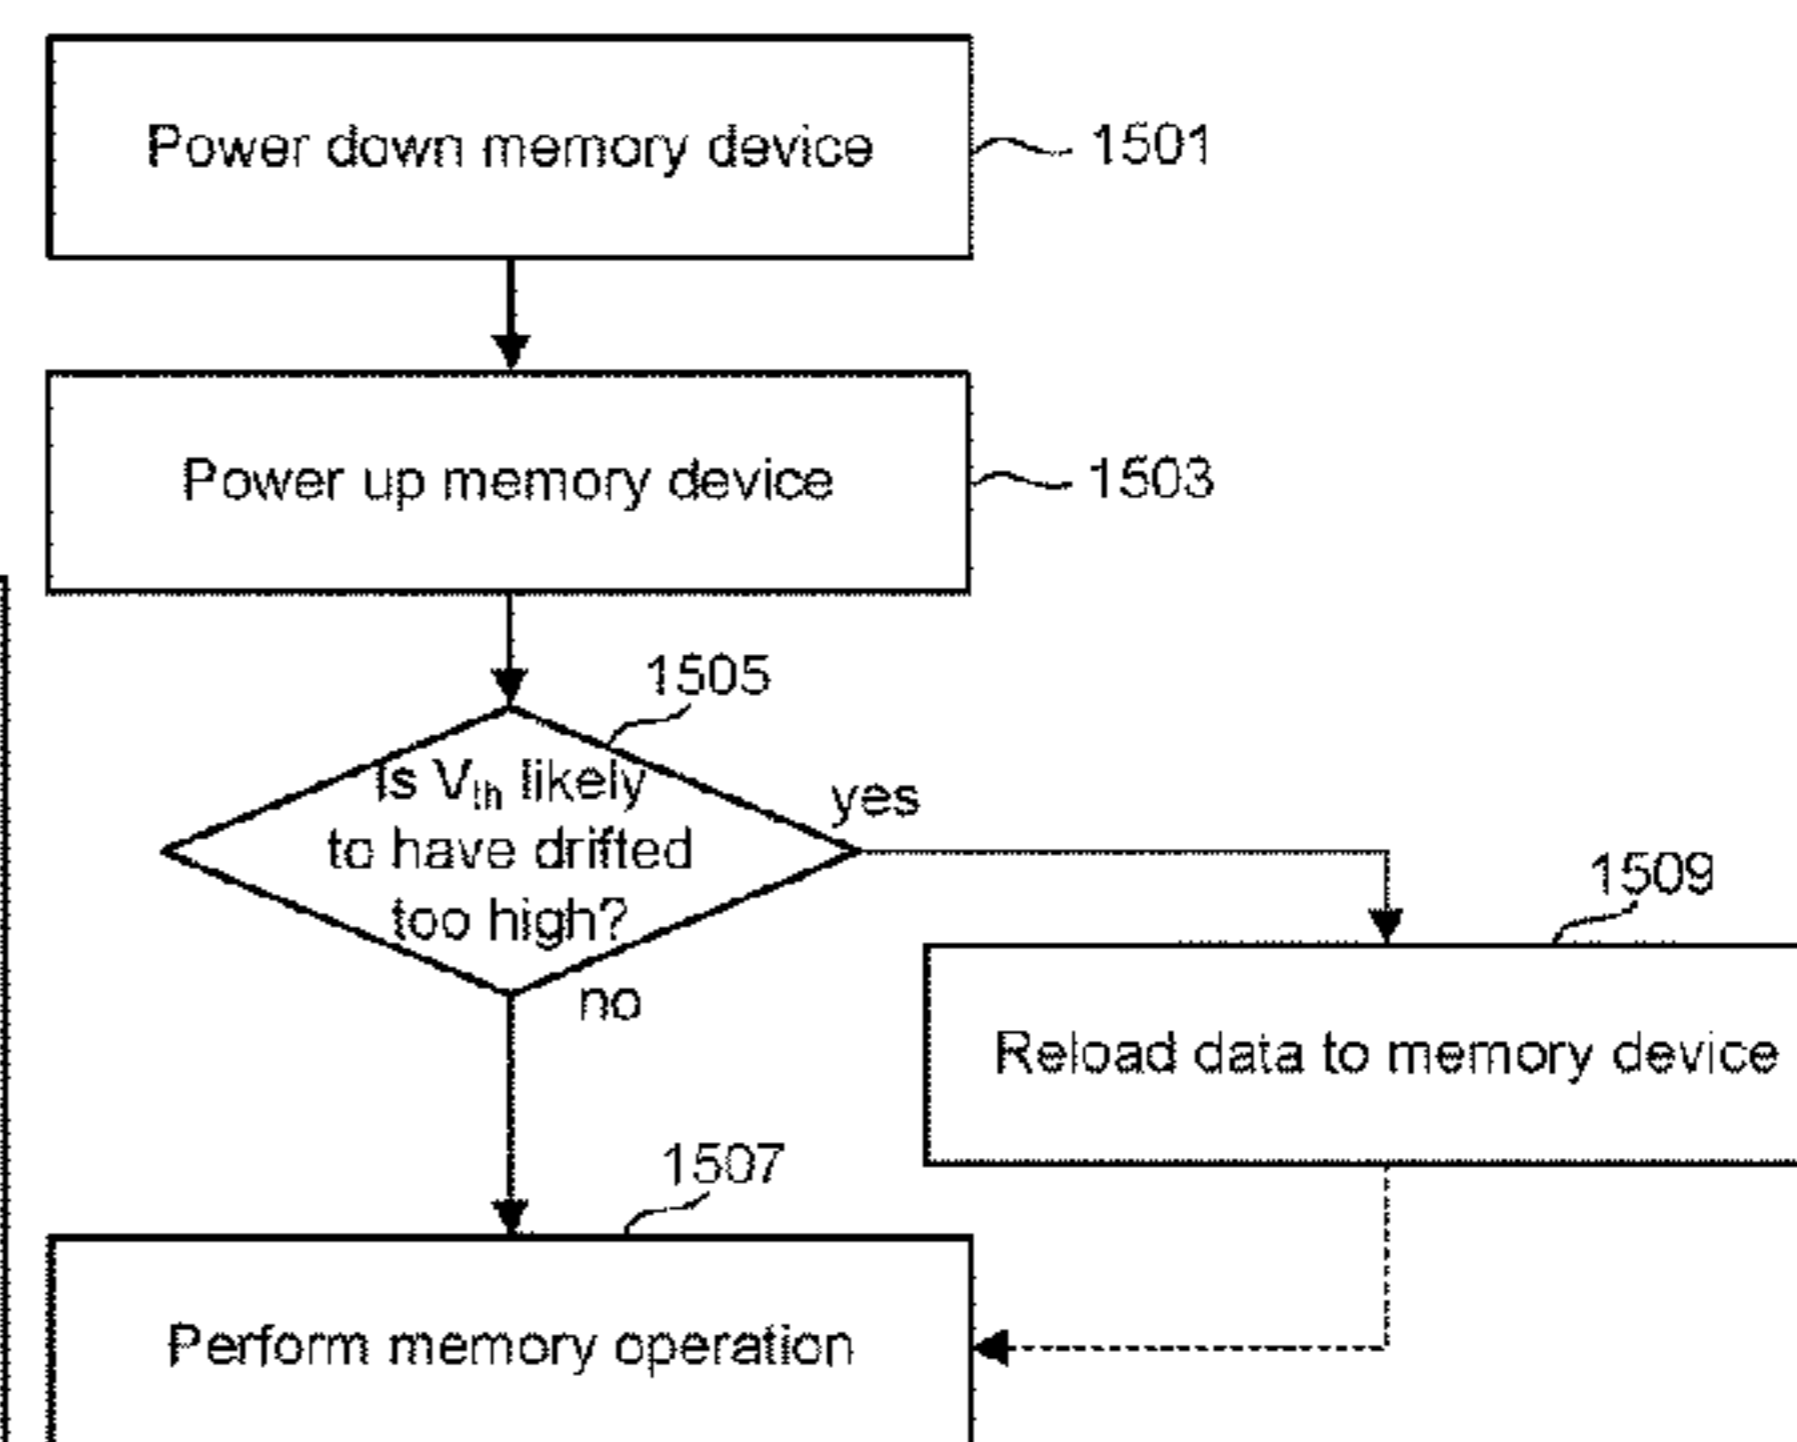 Power down memory device
1501
Power up memory device
1503
1505
Is Vth likely
to have drifted
too high?
yes
no
1509
Reload data to memory device
1507
Perform memory operation